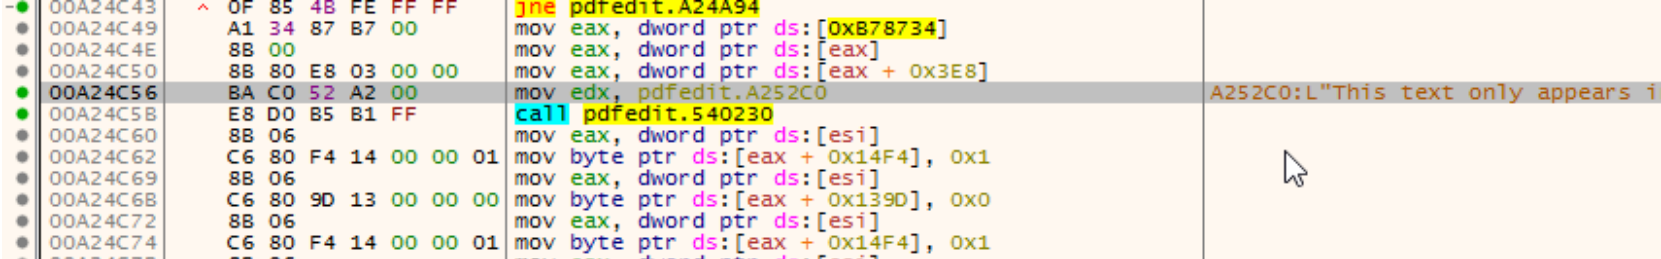 00A24C43 ^ 0F 85 4B FE FF FF jne pdfedit.A24A94
00A24C49 A1 34 87 B7 00 mov eax, dword ptr ds:[0xB78734]
00A24C4E 8B 00 mov eax, dword ptr ds:[eax]
00A24C50 8B 80 E8 03 00 00 mov eax, dword ptr ds:[eax + 0x3E8]
00A24C56 BA C0 52 A2 00 mov edx, pdfedit.A252C0 A252C0:L"This text only appears i
00A24C5B E8 D0 B5 B1 FF call pdfedit.540230
00A24C60 8B 06 mov eax, dword ptr ds:[esi]
00A24C62 C6 80 F4 14 00 00 01 mov byte ptr ds:[eax + 0x14F4], 0x1
00A24C69 8B 06 mov eax, dword ptr ds:[esi]
00A24C6B C6 80 9D 13 00 00 00 mov byte ptr ds:[eax + 0x139D], 0x0
00A24C72 8B 06 mov eax, dword ptr ds:[esi]
00A24C74 C6 80 F4 14 00 00 01 mov byte ptr ds:[eax + 0x14F4], 0x1